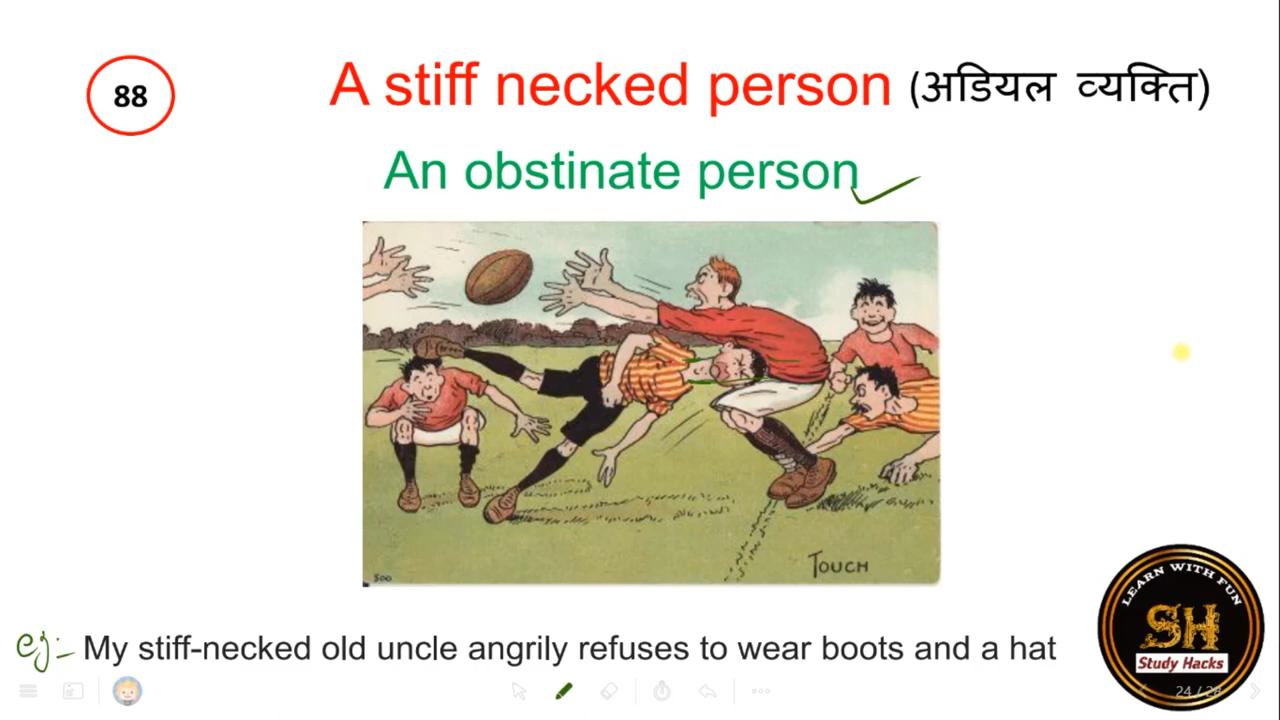 88
A stiff necked person (अडियल व्यक्ति)
An obstinate person
TOUCH
500
eg:- My stiff-necked old uncle angrily refuses to wear boots and a hat
LEARN WITH FUN
SH
Study Hacks